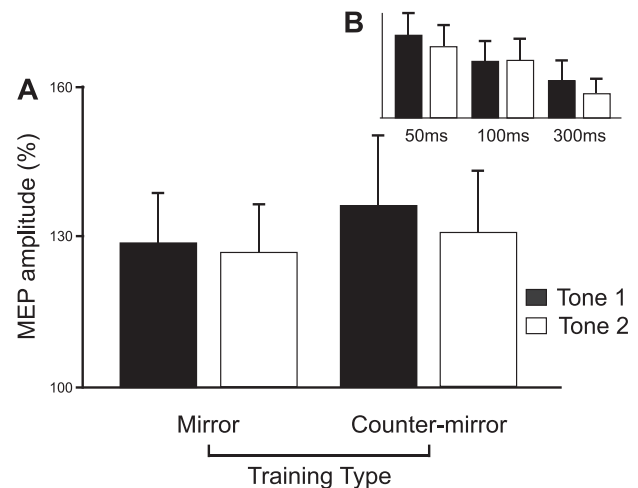 B
A
160
50ms 100ms 300ms
MEP amplitude (%)
130
Tone 1
Tone 2
100
Mirror Counter-mirror
Training Type